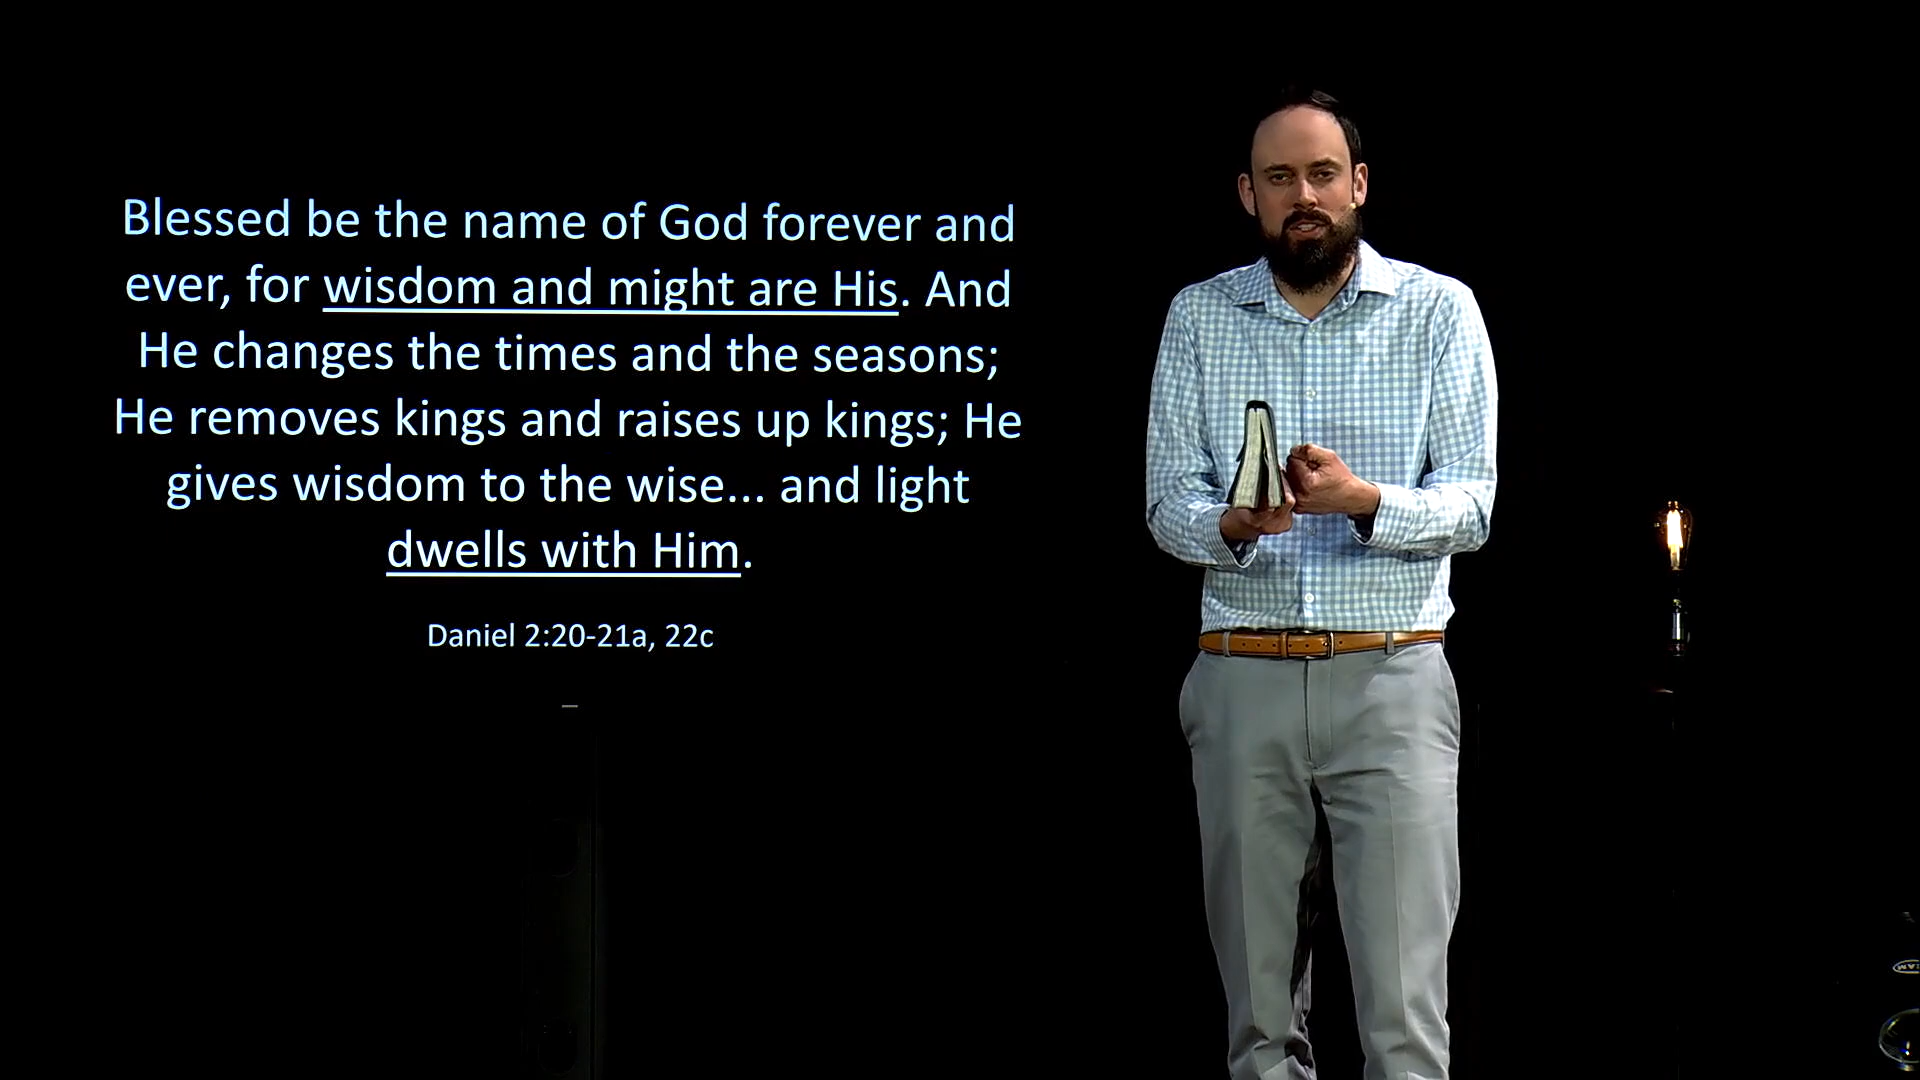 Blessed be the name of God forever and
ever, for wisdom and might are His. And
He changes the times and the seasons;
He removes kings and raises up kings; He
gives wisdom to the wise... and light
dwells with Him.
Daniel 2:20-21a, 22c